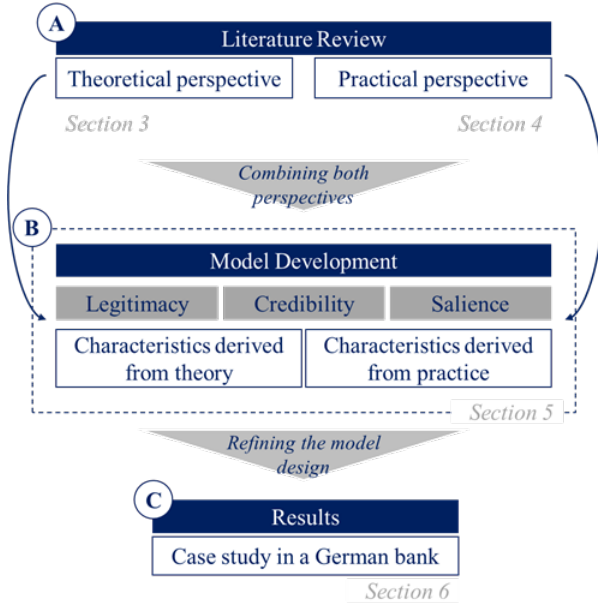 A
Literature Review
Theoretical perspective
Practical perspective
Section 3
Section 4
Combining both
perspectives
B
Model Development
Legitimacy
Credibility
Salience
Characteristics derived
from theory
Characteristics derived
from practice
Section 5
Refining the model
design
C
Results
Case study in a German bank
Section 6